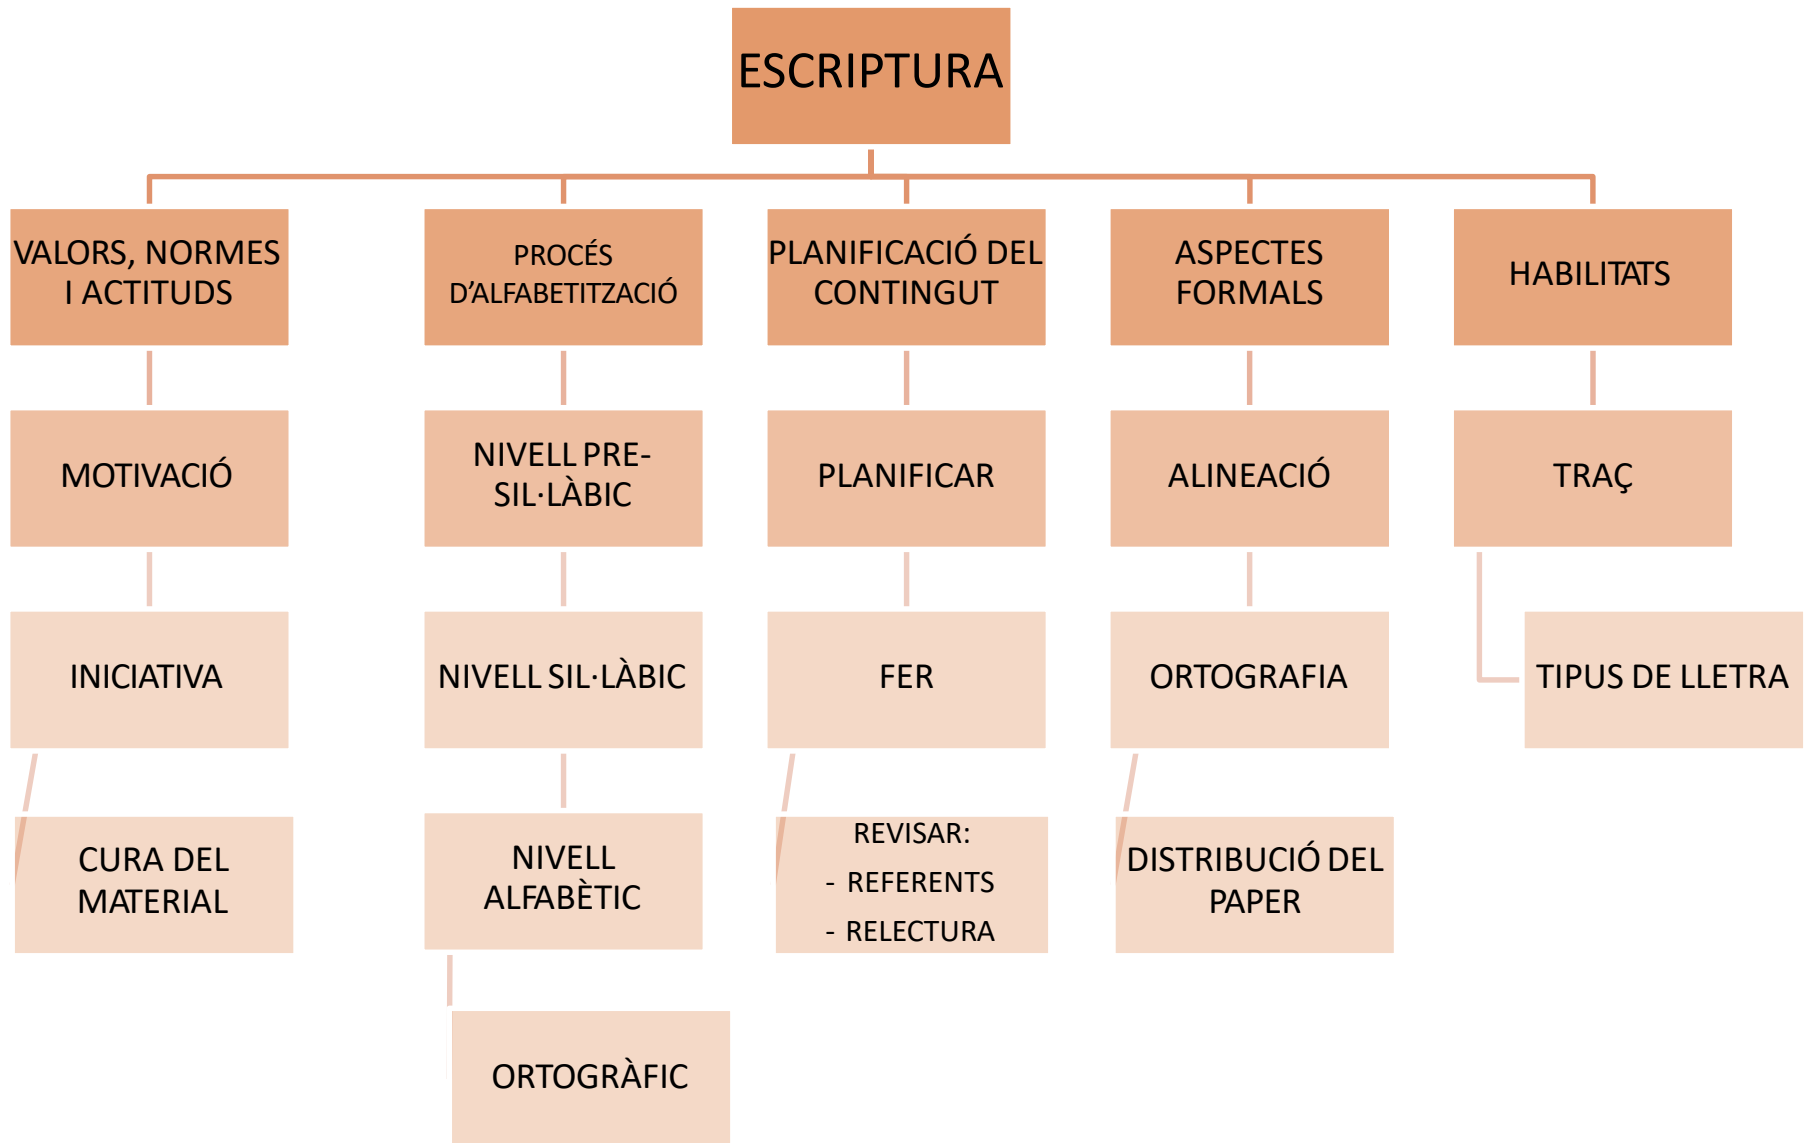 ESCRIPTURA
VALORS, NORMES
I ACTITUDS
PROCÉS
D'ALFABETITZACIÓ
PLANIFICACIÓ DEL
CONTINGUT
ASPECTES
FORMALS
HABILITATS
MOTIVACIÓ
NIVELL PRE-
SIL·LÀBIC
PLANIFICAR
ALINEACIÓ
TRAÇ
INICIATIVA
NIVELL SIL·LÀBIC
FER
ORTOGRAFIA
TIPUS DE LLETRA
CURA DEL
MATERIAL
NIVELL
ALFABÈTIC
REVISAR:
- REFERENTS
- RELECTURA
DISTRIBUCIÓ DEL
PAPER
ORTOGRÀFIC